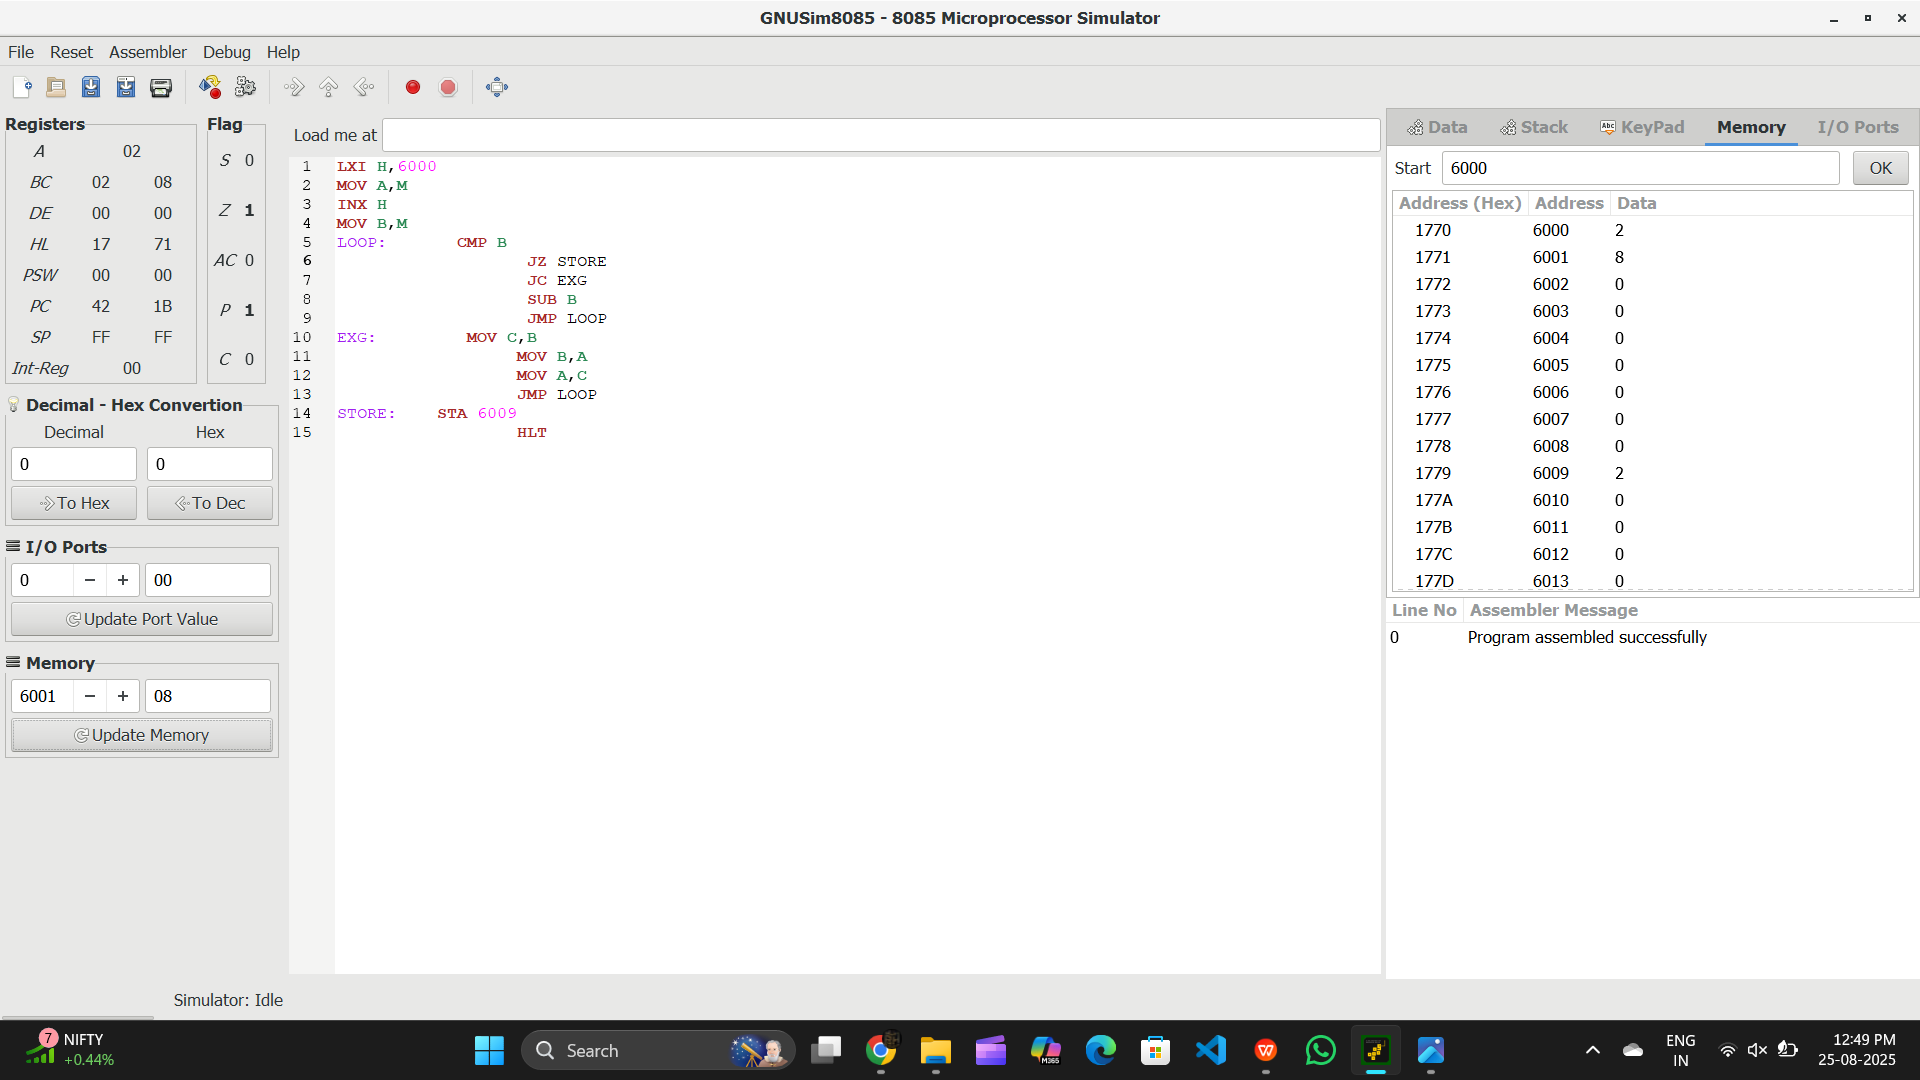 GNUSim8085 - 8085 Microprocessor Simulator
File Reset Assembler Debug Help
Registers
A 02
BC 02 08
DE 00 00
HL 17 71
PSW 00 00
PC 42 1B
SP FF FF
Int-Reg 00
Flag
S 0
Z 1
AC 0
P 1
C 0
Decimal - Hex Convertion
Decimal Hex
0 0
To Hex To Dec
I/O Ports
0 − + 00
Update Port Value
Memory
6001 − + 08
Update Memory
Load me at
1 LXI H,6000
2 MOV A,M
3 INX H
4 MOV B,M
5 LOOP: CMP B
6 JZ STORE
7 JC EXG
8 SUB B
9 JMP LOOP
10 EXG: MOV C,B
11 MOV B,A
12 MOV A,C
13 JMP LOOP
14 STORE: STA 6009
15 HLT
Data Stack Abc KeyPad Memory I/O Ports
Start 6000 OK
Address (Hex) Address Data
1770 6000 2
1771 6001 8
1772 6002 0
1773 6003 0
1774 6004 0
1775 6005 0
1776 6006 0
1777 6007 0
1778 6008 0
1779 6009 2
177A 6010 0
177B 6011 0
177C 6012 0
177D 6013 0
Line No Assembler Message
0 Program assembled successfully
Simulator: Idle
7 NIFTY
+0.44%
Search
M365
ENG
IN
12:49 PM
25-08-2025